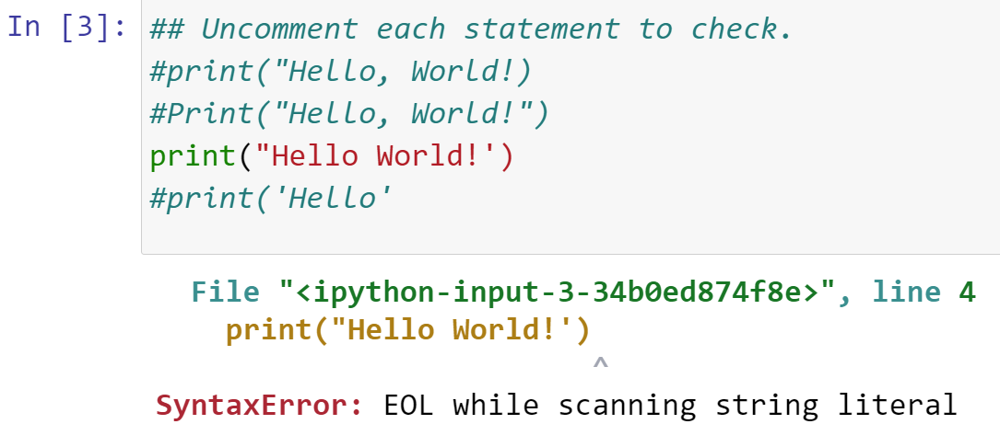 In [3]: ## Uncomment each statement to check.
#print("Hello, World!)
#Print("Hello, World!")
print("Hello World!')
#print('Hello'
File "<ipython-input-3-34b0ed874f8e>", line 4
print("Hello World!')
^
SyntaxError: EOL while scanning string literal